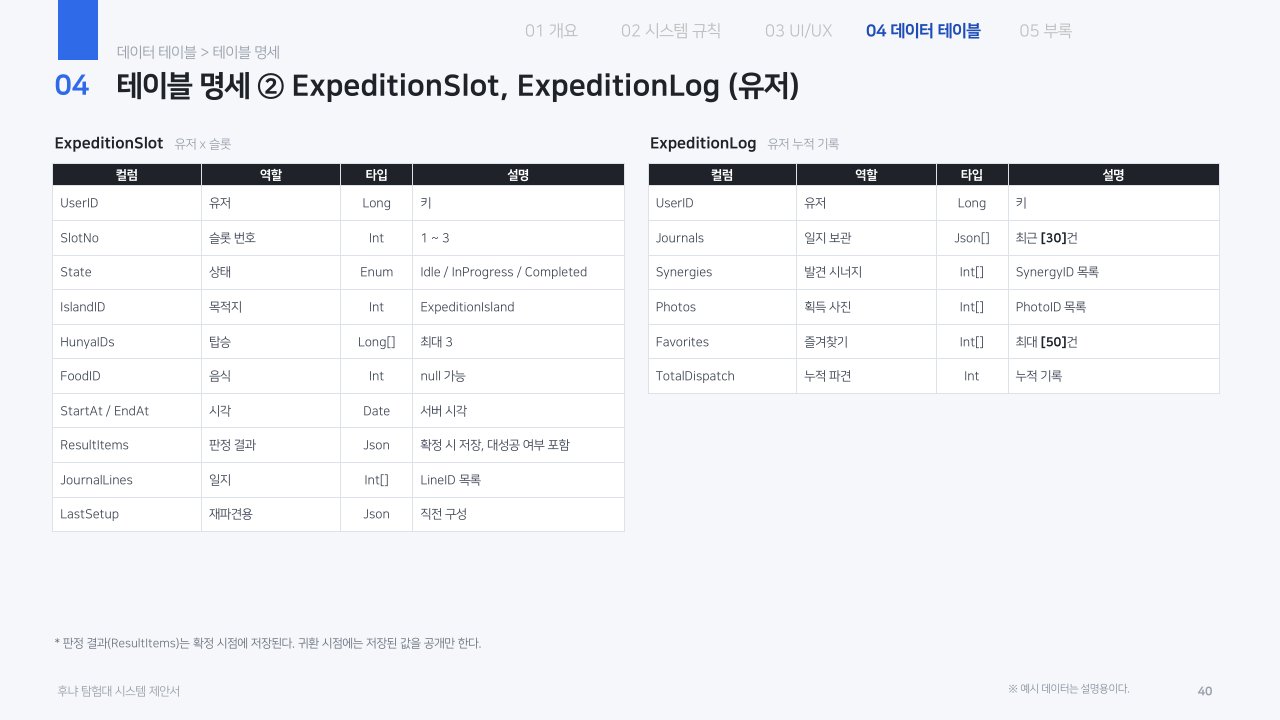 01 개요 02 시스템 규칙 03 UI/UX 04 데이터 테이블 05 부록
데이터 테이블 > 테이블 명세
04 테이블 명세 ② ExpeditionSlot, ExpeditionLog (유저)
ExpeditionSlot 유저 x 슬롯
컬럼 역할 타입 설명
UserID 유저 Long 키
SlotNo 슬롯 번호 Int 1 ~ 3
State 상태 Enum Idle / InProgress / Completed
IslandID 목적지 Int ExpeditionIsland
HunyaIDs 탑승 Long[] 최대 3
FoodID 음식 Int null 가능
StartAt / EndAt 시각 Date 서버 시각
ResultItems 판정 결과 Json 확정 시 저장, 대성공 여부 포함
JournalLines 일지 Int[] LineID 목록
LastSetup 재파견용 Json 직전 구성
ExpeditionLog 유저 누적 기록
컬럼 역할 타입 설명
UserID 유저 Long 키
Journals 일지 보관 Json[] 최근 [30]건
Synergies 발견 시너지 Int[] SynergyID 목록
Photos 획득 사진 Int[] PhotoID 목록
Favorites 즐겨찾기 Int[] 최대 [50]건
TotalDispatch 누적 파견 Int 누적 기록
* 판정 결과(ResultItems)는 확정 시점에 저장된다. 귀환 시점에는 저장된 값을 공개만 한다.
후냐 탐험대 시스템 제안서
※ 예시 데이터는 설명용이다.
40